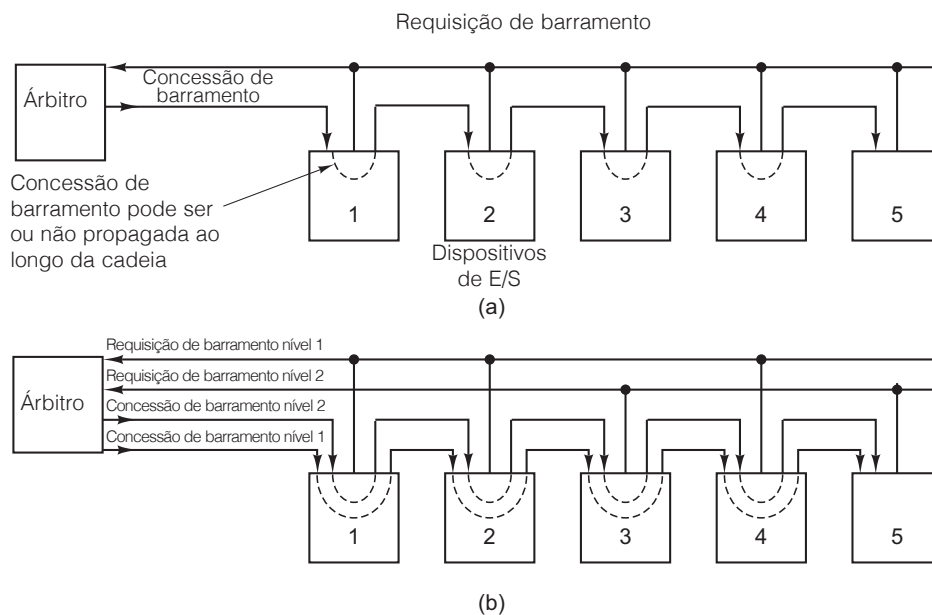 (a)
Requisição de barramento
Árbitro
Concessão de
barramento
Concessão de
barramento pode ser
ou não propagada ao
longo da cadeia
1
2
3
4
5
Dispositivos
de E/S
(a)
Requisição de barramento nível 1
Requisição de barramento nível 2
Árbitro
Concessão de barramento nível 2
Concessão de barramento nível 1
1
2
3
4
5
(b)